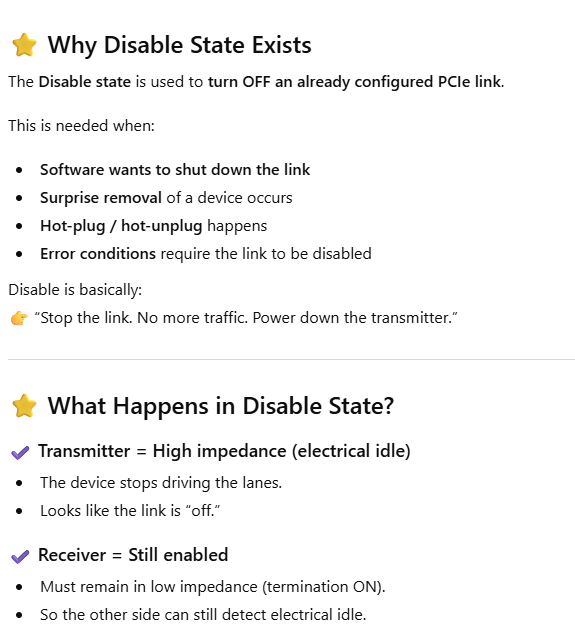 ⭐ Why Disable State Exists
The Disable state is used to turn OFF an already configured PCIe link.
This is needed when:
• Software wants to shut down the link
• Surprise removal of a device occurs
• Hot-plug / hot-unplug happens
• Error conditions require the link to be disabled
Disable is basically:
👉 “Stop the link. No more traffic. Power down the transmitter.”
⭐ What Happens in Disable State?
✔ Transmitter = High impedance (electrical idle)
• The device stops driving the lanes.
• Looks like the link is “off.”
✔ Receiver = Still enabled
• Must remain in low impedance (termination ON).
• So the other side can still detect electrical idle.